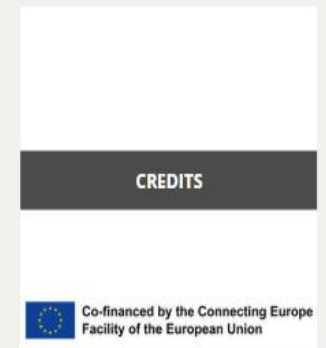 CREDITS
Co-financed by the Connecting Europe
Facility of the European Union